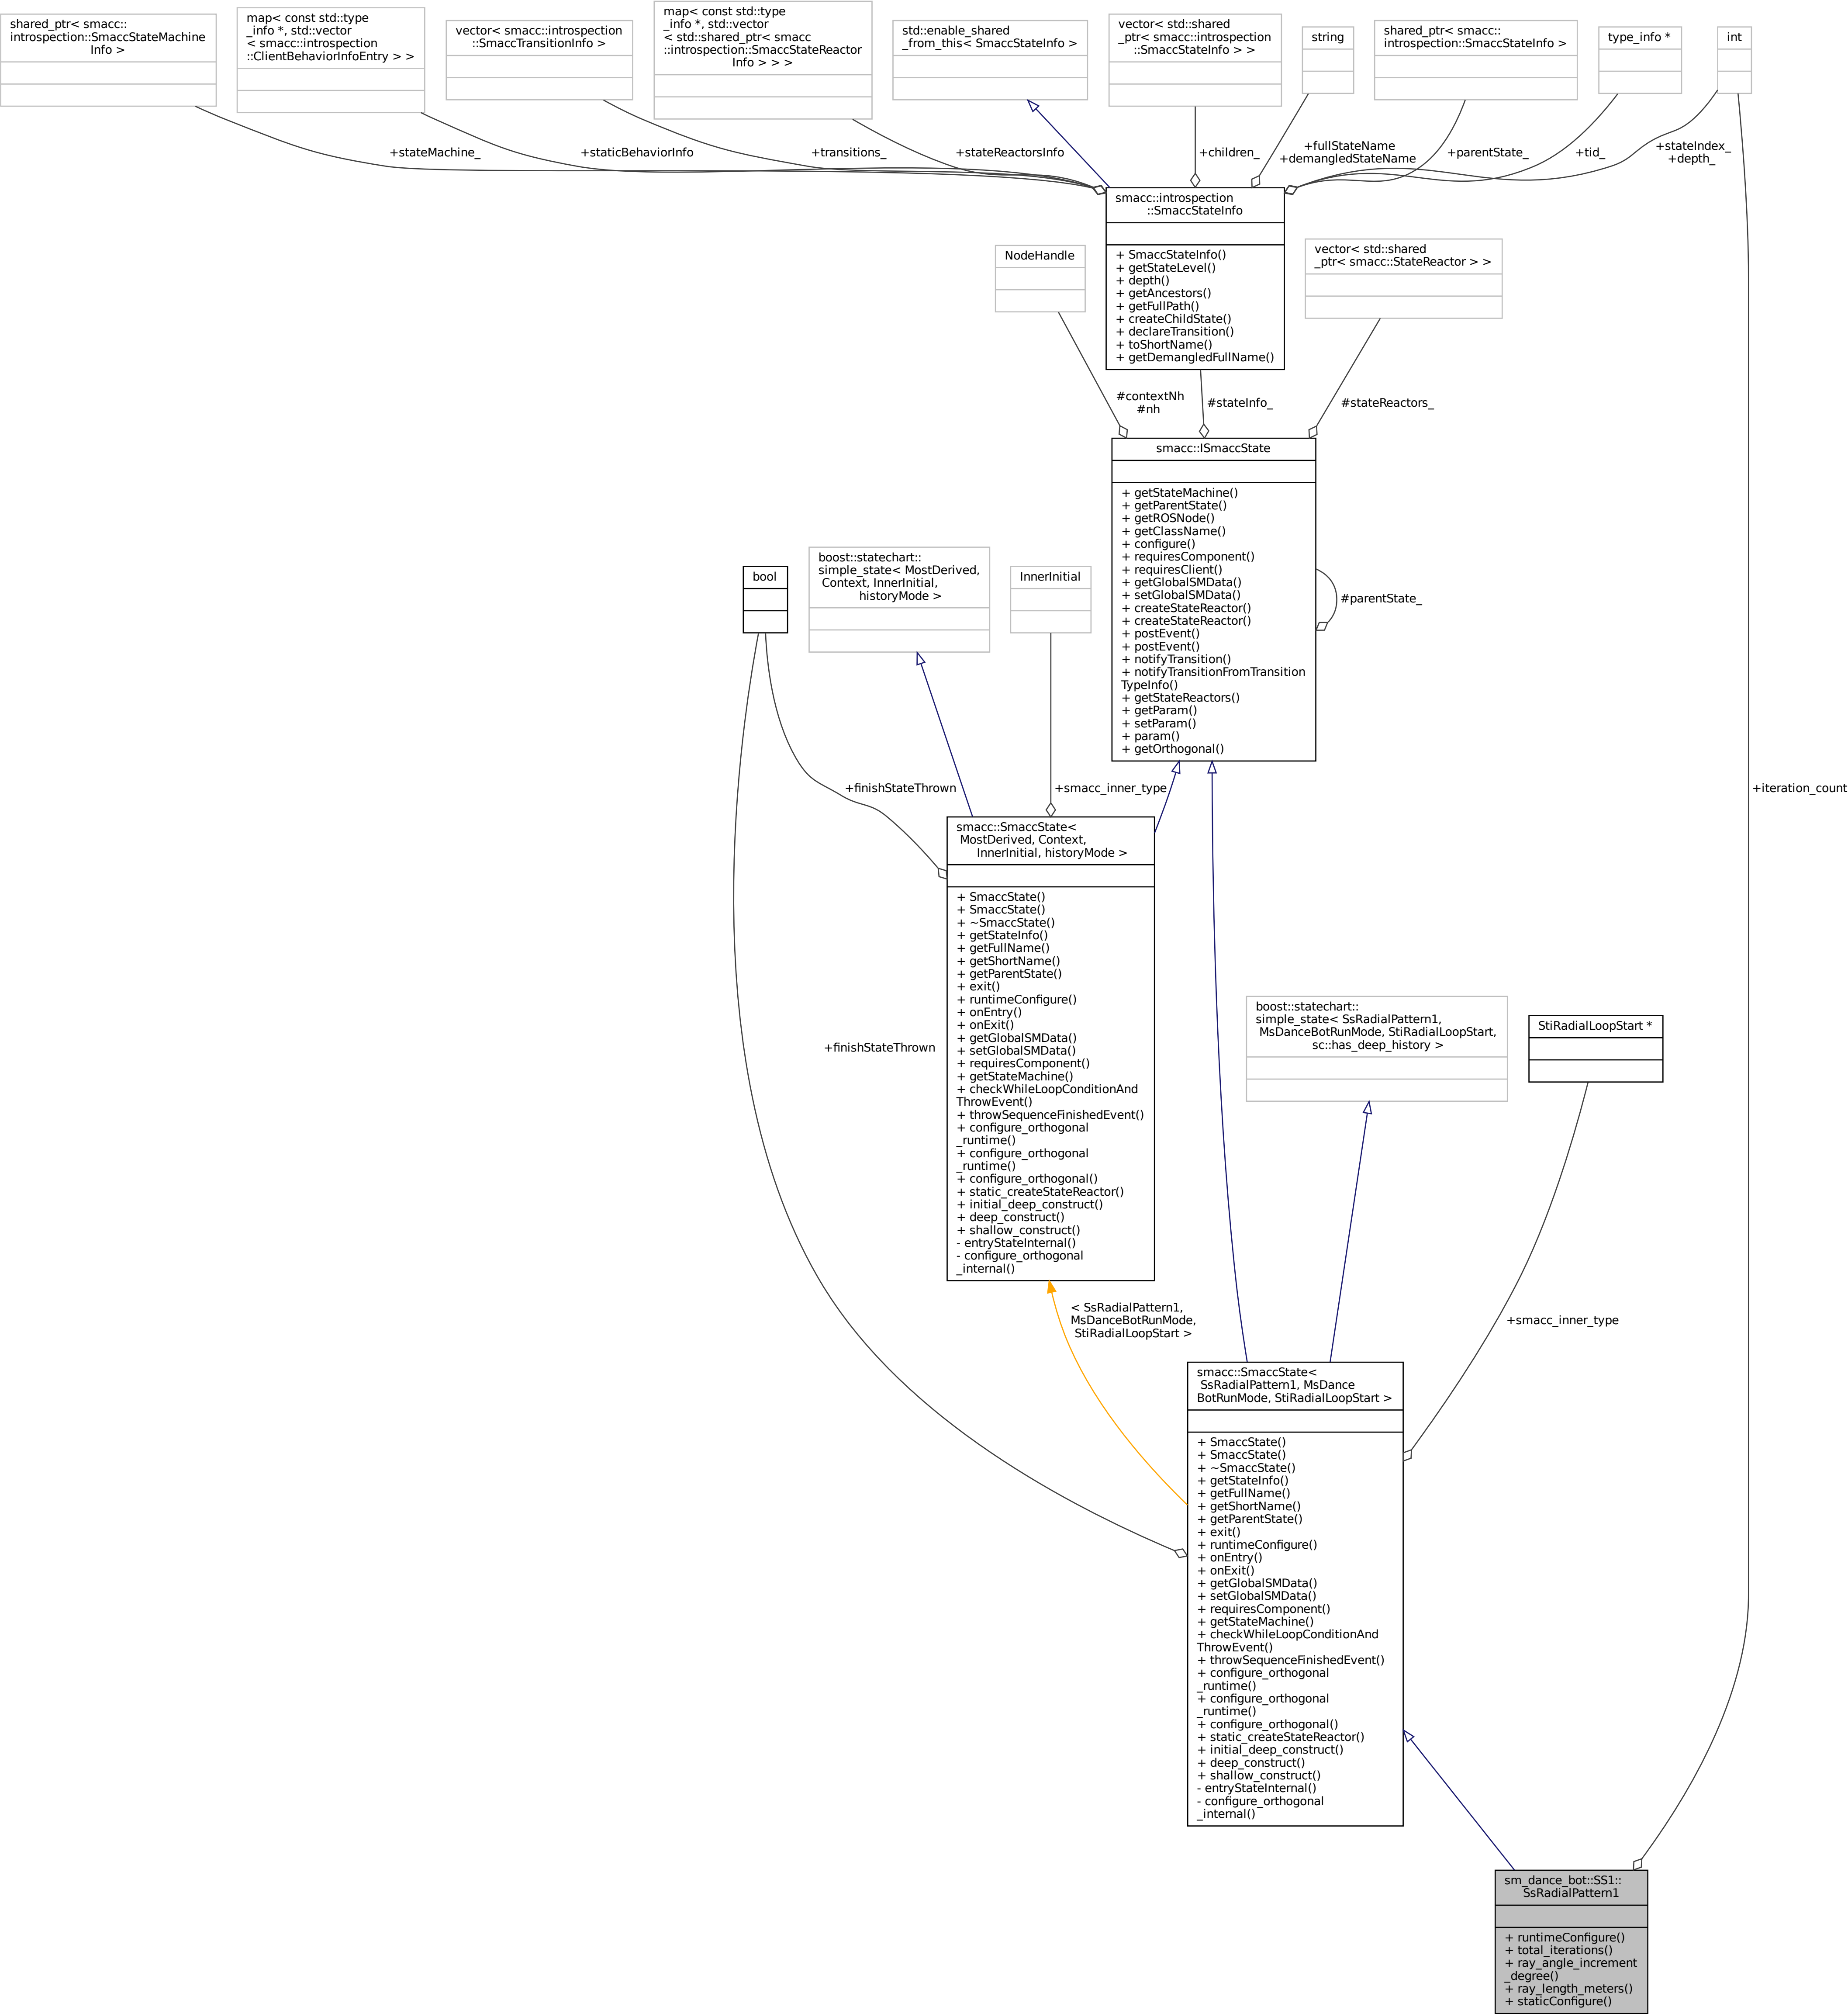 shared_ptr< smacc::
introspection::SmaccStateMachine
Info >
map< const std::type
_info *, std::vector
< smacc::introspection
::ClientBehaviorInfoEntry > >
vector< smacc::introspection
::SmaccTransitionInfo >
map< const std::type
_info *, std::vector
< std::shared_ptr< smacc
::introspection::SmaccStateReactor
Info > > >
std::enable_shared
_from_this< SmaccStateInfo >
vector< std::shared
_ptr< smacc::introspection
::SmaccStateInfo > >
string
shared_ptr< smacc::
introspection::SmaccStateInfo >
type_info *
int
+stateMachine_
+staticBehaviorInfo
+transitions_
+stateReactorsInfo
+children_
+fullStateName
+demangledStateName
+parentState_
+tid_
+stateIndex_
+depth_
smacc::introspection
::SmaccStateInfo
+ SmaccStateInfo()
+ getStateLevel()
+ depth()
+ getAncestors()
+ getFullPath()
+ createChildState()
+ declareTransition()
+ toShortName()
+ getDemangledFullName()
NodeHandle
vector< std::shared
_ptr< smacc::StateReactor > >
#contextNh
#nh
#stateInfo_
#stateReactors_
smacc::ISmaccState
+ getStateMachine()
+ getParentState()
+ getROSNode()
+ getClassName()
+ configure()
+ requiresComponent()
+ requiresClient()
+ getGlobalSMData()
+ setGlobalSMData()
+ createStateReactor()
+ createStateReactor()
+ postEvent()
+ postEvent()
+ notifyTransition()
+ notifyTransitionFromTransition
TypeInfo()
+ getStateReactors()
+ getParam()
+ setParam()
+ param()
+ getOrthogonal()
#parentState_
bool
boost::statechart::
simple_state< MostDerived,
Context, InnerInitial,
historyMode >
InnerInitial
+finishStateThrown
+smacc_inner_type
+iteration_count
smacc::SmaccState<
MostDerived, Context,
InnerInitial, historyMode >
+ SmaccState()
+ SmaccState()
+ ~SmaccState()
+ getStateInfo()
+ getFullName()
+ getShortName()
+ getParentState()
+ exit()
+ runtimeConfigure()
+ onEntry()
+ onExit()
+ getGlobalSMData()
+ setGlobalSMData()
+ requiresComponent()
+ getStateMachine()
+ checkWhileLoopConditionAnd
ThrowEvent()
+ throwSequenceFinishedEvent()
+ configure_orthogonal
_runtime()
+ configure_orthogonal
_runtime()
+ configure_orthogonal()
+ static_createStateReactor()
+ initial_deep_construct()
+ deep_construct()
+ shallow_construct()
- entryStateInternal()
- configure_orthogonal
_internal()
+finishStateThrown
boost::statechart::
simple_state< SsRadialPattern1,
MsDanceBotRunMode, StiRadialLoopStart,
sc::has_deep_history >
StiRadialLoopStart *
< SsRadialPattern1,
MsDanceBotRunMode,
StiRadialLoopStart >
+smacc_inner_type
smacc::SmaccState<
SsRadialPattern1, MsDance
BotRunMode, StiRadialLoopStart >
+ SmaccState()
+ SmaccState()
+ ~SmaccState()
+ getStateInfo()
+ getFullName()
+ getShortName()
+ getParentState()
+ exit()
+ runtimeConfigure()
+ onEntry()
+ onExit()
+ getGlobalSMData()
+ setGlobalSMData()
+ requiresComponent()
+ getStateMachine()
+ checkWhileLoopConditionAnd
ThrowEvent()
+ throwSequenceFinishedEvent()
+ configure_orthogonal
_runtime()
+ configure_orthogonal
_runtime()
+ configure_orthogonal()
+ static_createStateReactor()
+ initial_deep_construct()
+ deep_construct()
+ shallow_construct()
- entryStateInternal()
- configure_orthogonal
_internal()
sm_dance_bot::SS1::
SsRadialPattern1
+ runtimeConfigure()
+ total_iterations()
+ ray_angle_increment
_degree()
+ ray_length_meters()
+ staticConfigure()